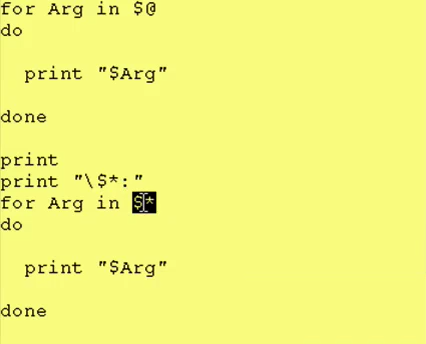 for Arg in $@
do
print "$Arg"
done
print
print "\$*:"
for Arg in $*
do
print "$Arg"
done